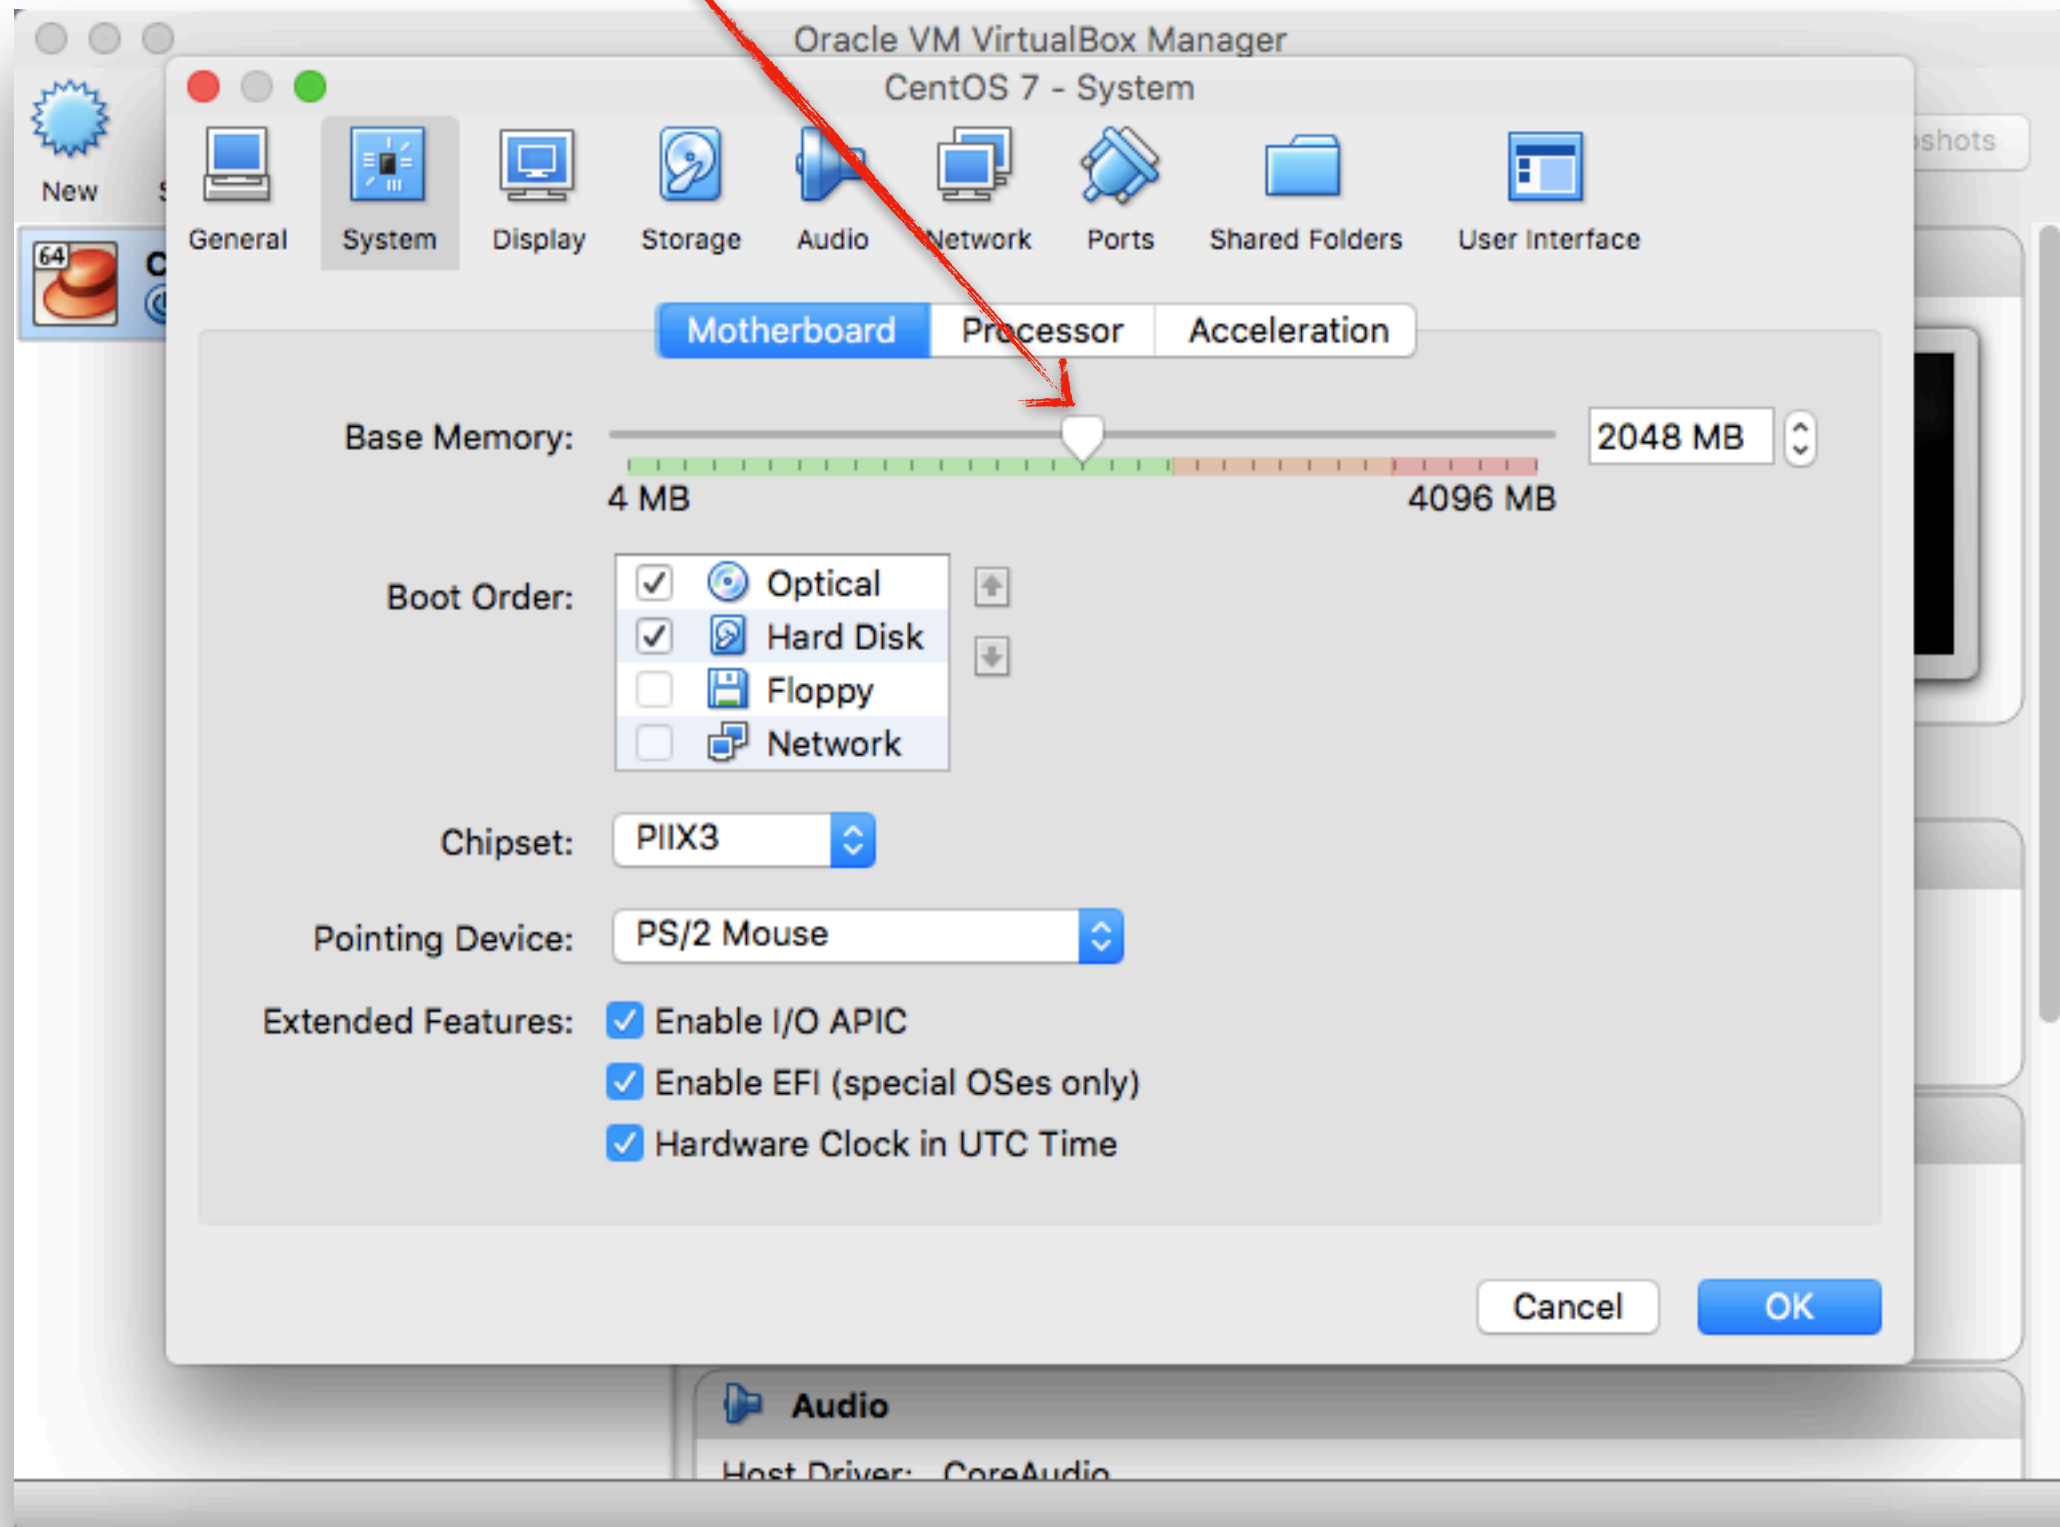 Oracle VM VirtualBox Manager
CentOS 7 - System
shots
New
General System Display Storage Audio Network Ports Shared Folders User Interface
64
Motherboard Processor Acceleration
Base Memory: 2048 MB
4 MB 4096 MB
Boot Order: Optical
Hard Disk
Floppy
Network
Chipset: PIIX3
Pointing Device: PS/2 Mouse
Extended Features: Enable I/O APIC
Enable EFI (special OSes only)
Hardware Clock in UTC Time
Cancel OK
Audio
Host Driver: CoreAudio